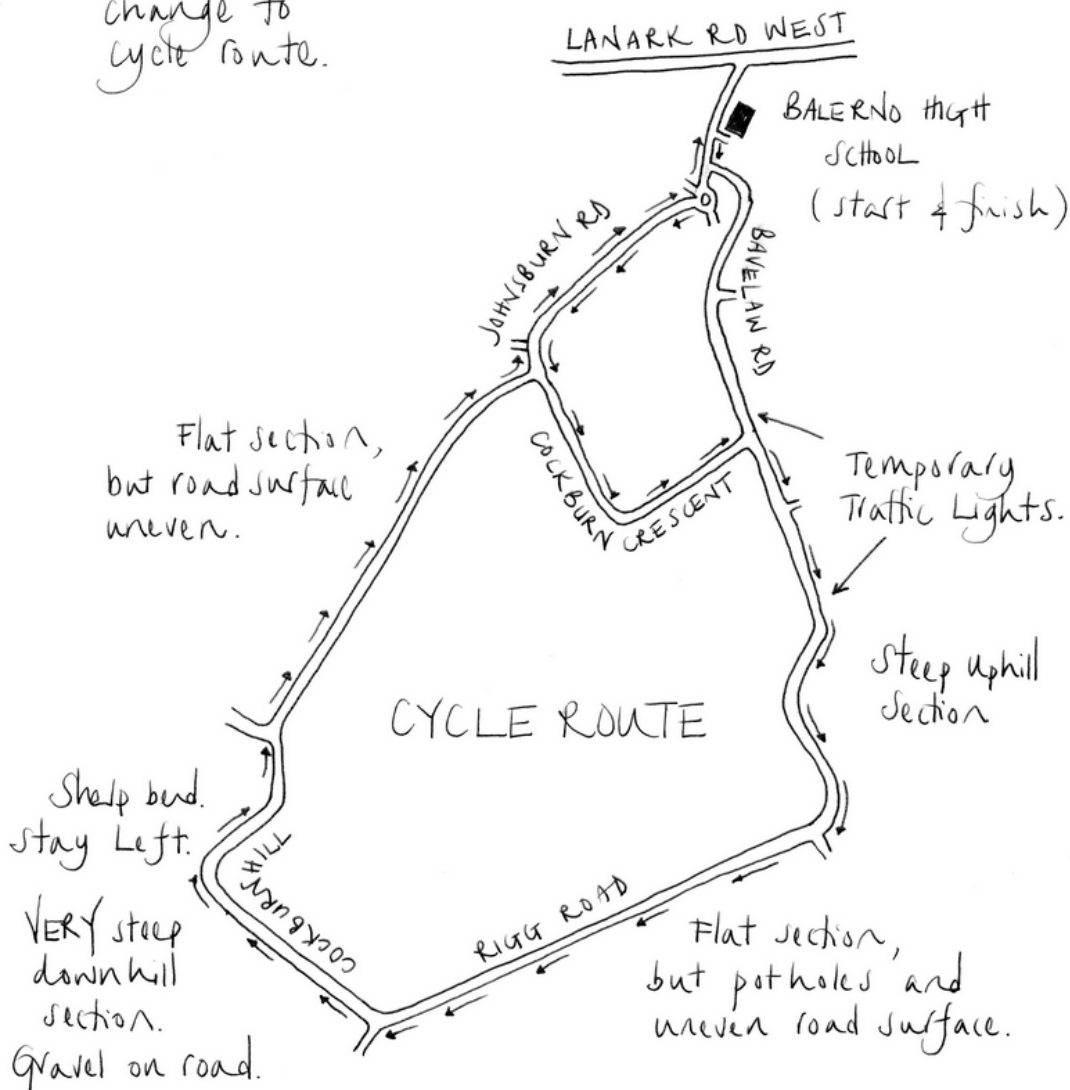 change to
cycle route.
LANARK RD WEST
BALERNO HIGH
SCHOOL
(start & finish)
JOHNSBURN RD
BAVELAW RD
Flat section,
but road surface
uneven.
COCKBURN CRESCENT
Temporary
Traffic Lights.
Steep uphill
section
CYCLE ROUTE
Sharp bend.
Stay Left.
COCKBURN HILL
RIGG ROAD
VERY steep
downhill
section.
Gravel on road.
Flat section,
but potholes and
uneven road surface.